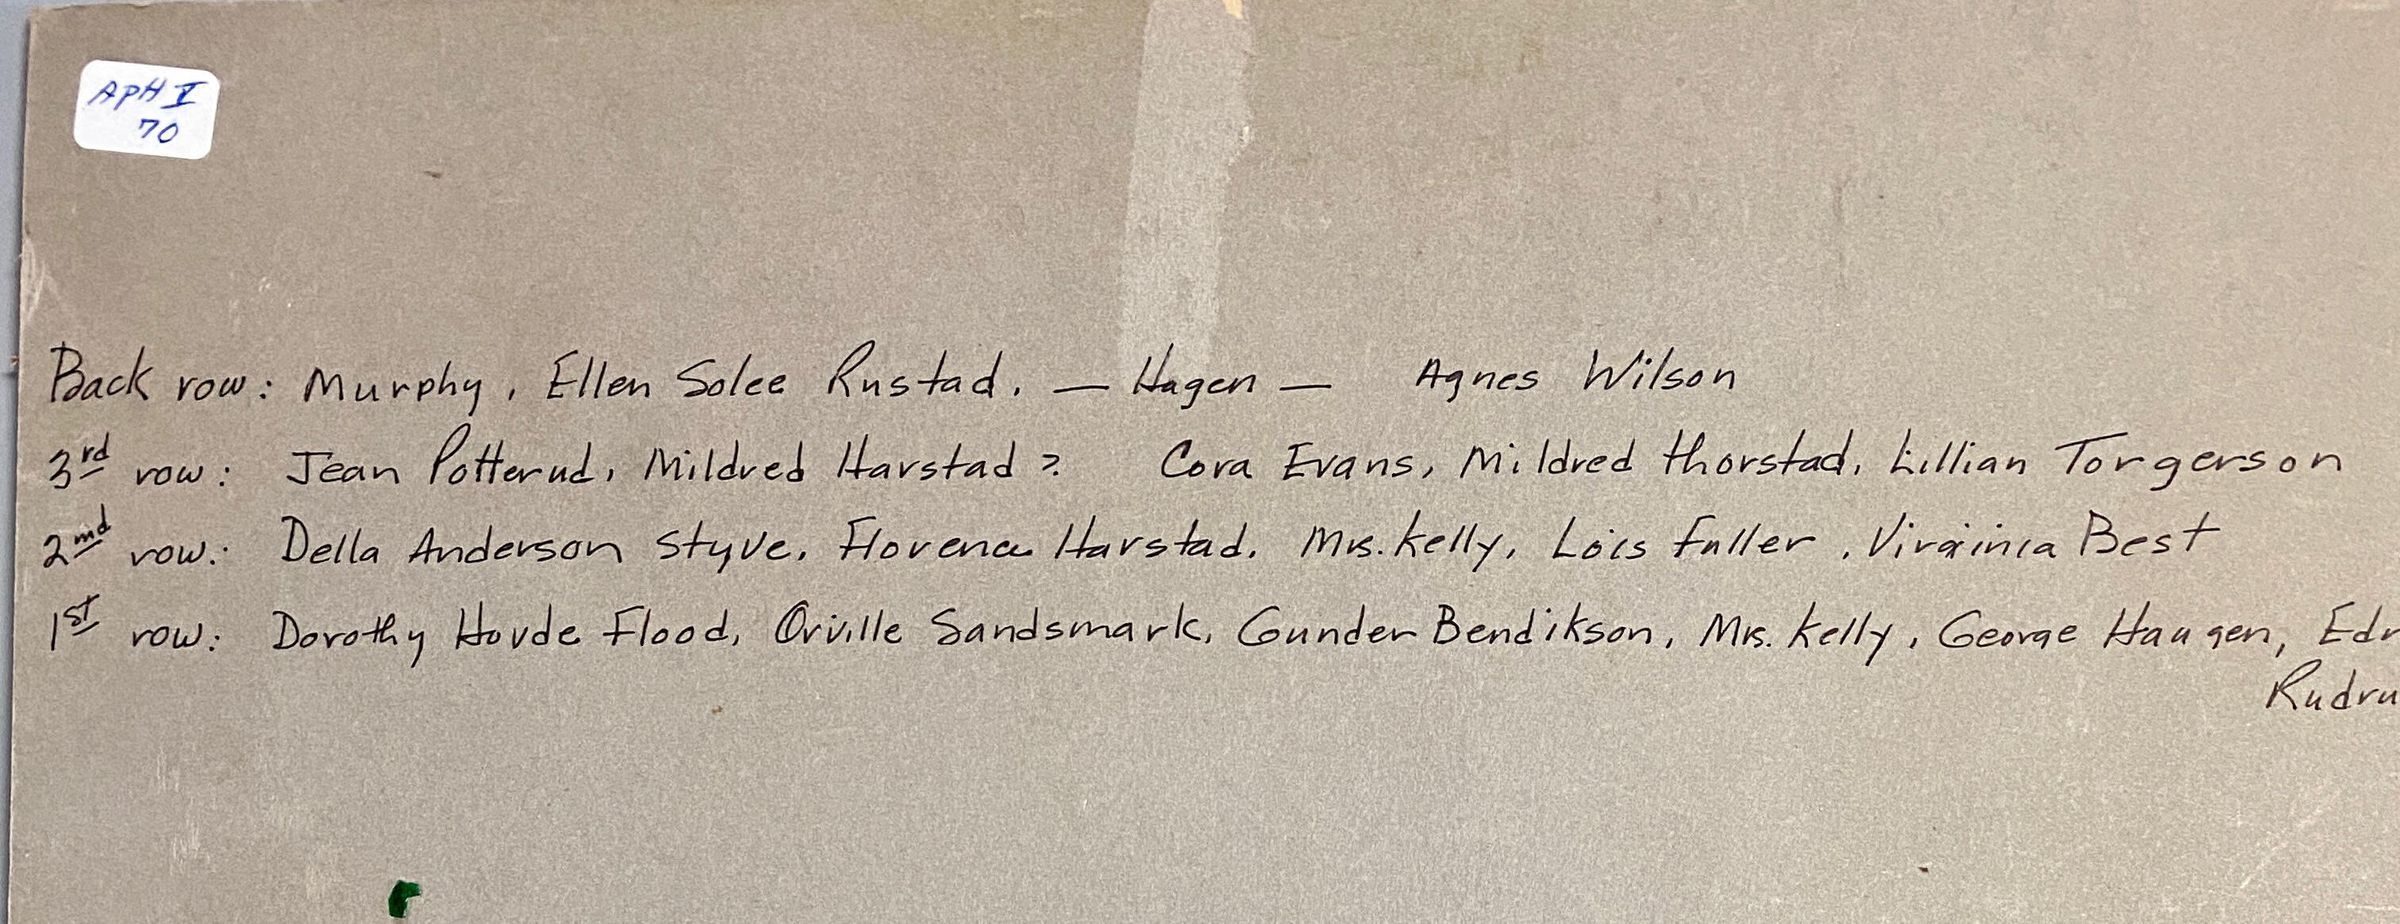 APH V
70
Back row: Murphy, Ellen Solee Rustad, — Hagen — Agnes Wilson
3rd row: Jean Potterud, Mildred Harstad? Cora Evans, Mildred Thorstad, Lillian Torgerson
2nd row: Della Anderson Styve, Florence Harstad, Mrs. Kelly, Lois Fuller, Virginia Best
1st row: Dorothy Hovde Flood, Orville Sandsmark, Gunder Bendikson, Mrs. Kelly, George Haugen,